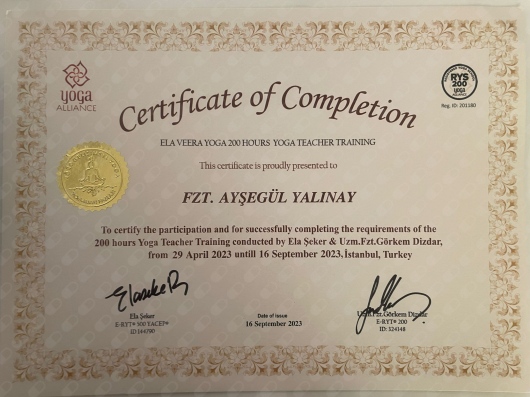 yoga
ALLIANCE
RYS
200
yoga
Reg. ID: 201180
Certificate of Completion
ELA VEERA YOGA 200 HOURS YOGA TEACHER TRAINING
This certificate is proudly presented to
FZT. AYŞEGÜL YALINAY
To certify the participation and for successfully completing the requirements of the
200 hours Yoga Teacher Training conducted by Ela Şeker & Uzm.Fzt.Görkem Dizdar,
from 29 April 2023 untill 16 September 2023,İstanbul, Turkey
Ela Şeker
E-RYT® 500 YACEP®
Date of Issue
16 September 2023
Uzm.Fzt.Görkem Dizdar
E-RYT® 200
ID: 324148